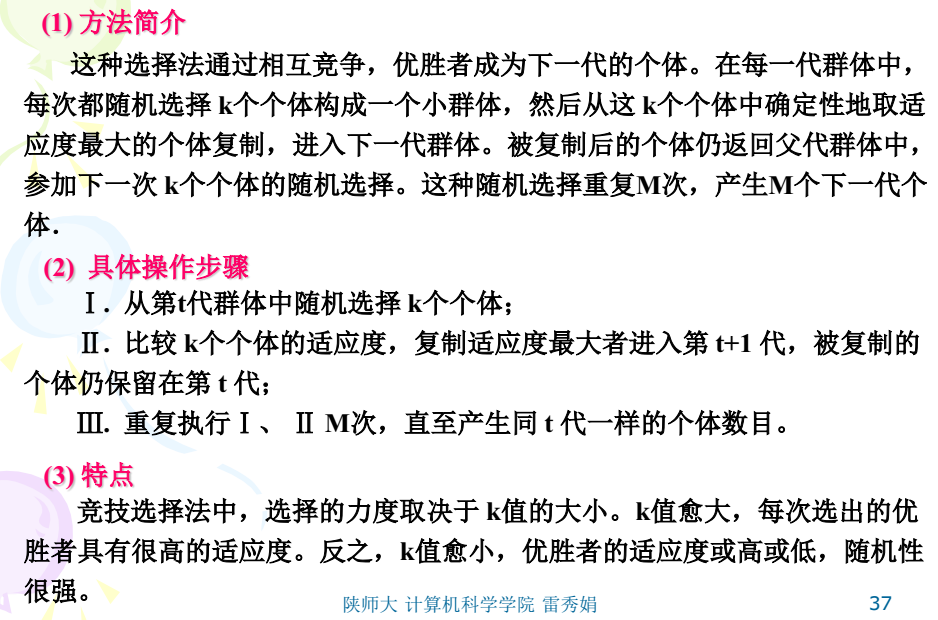 (1) 方法简介
这种选择法通过相互竞争，优胜者成为下一代的个体。在每一代群体中，
每次都随机选择 k个个体构成一个小群体，然后从这 k个个体中确定性地取适
应度最大的个体复制，进入下一代群体。被复制后的个体仍返回父代群体中，
参加下一次 k个个体的随机选择。这种随机选择重复M次，产生M个下一代个
体．
(2) 具体操作步骤
Ⅰ. 从第t代群体中随机选择 k个个体；
Ⅱ. 比较 k个个体的适应度，复制适应度最大者进入第 t+1 代，被复制的
个体仍保留在第 t 代；
Ⅲ. 重复执行Ⅰ、 Ⅱ M次，直至产生同 t 代一样的个体数目。
(3) 特点
竞技选择法中，选择的力度取决于 k值的大小。k值愈大，每次选出的优
胜者具有很高的适应度。反之，k值愈小，优胜者的适应度或高或低，随机性
很强。
陕师大 计算机科学学院 雷秀娟
37